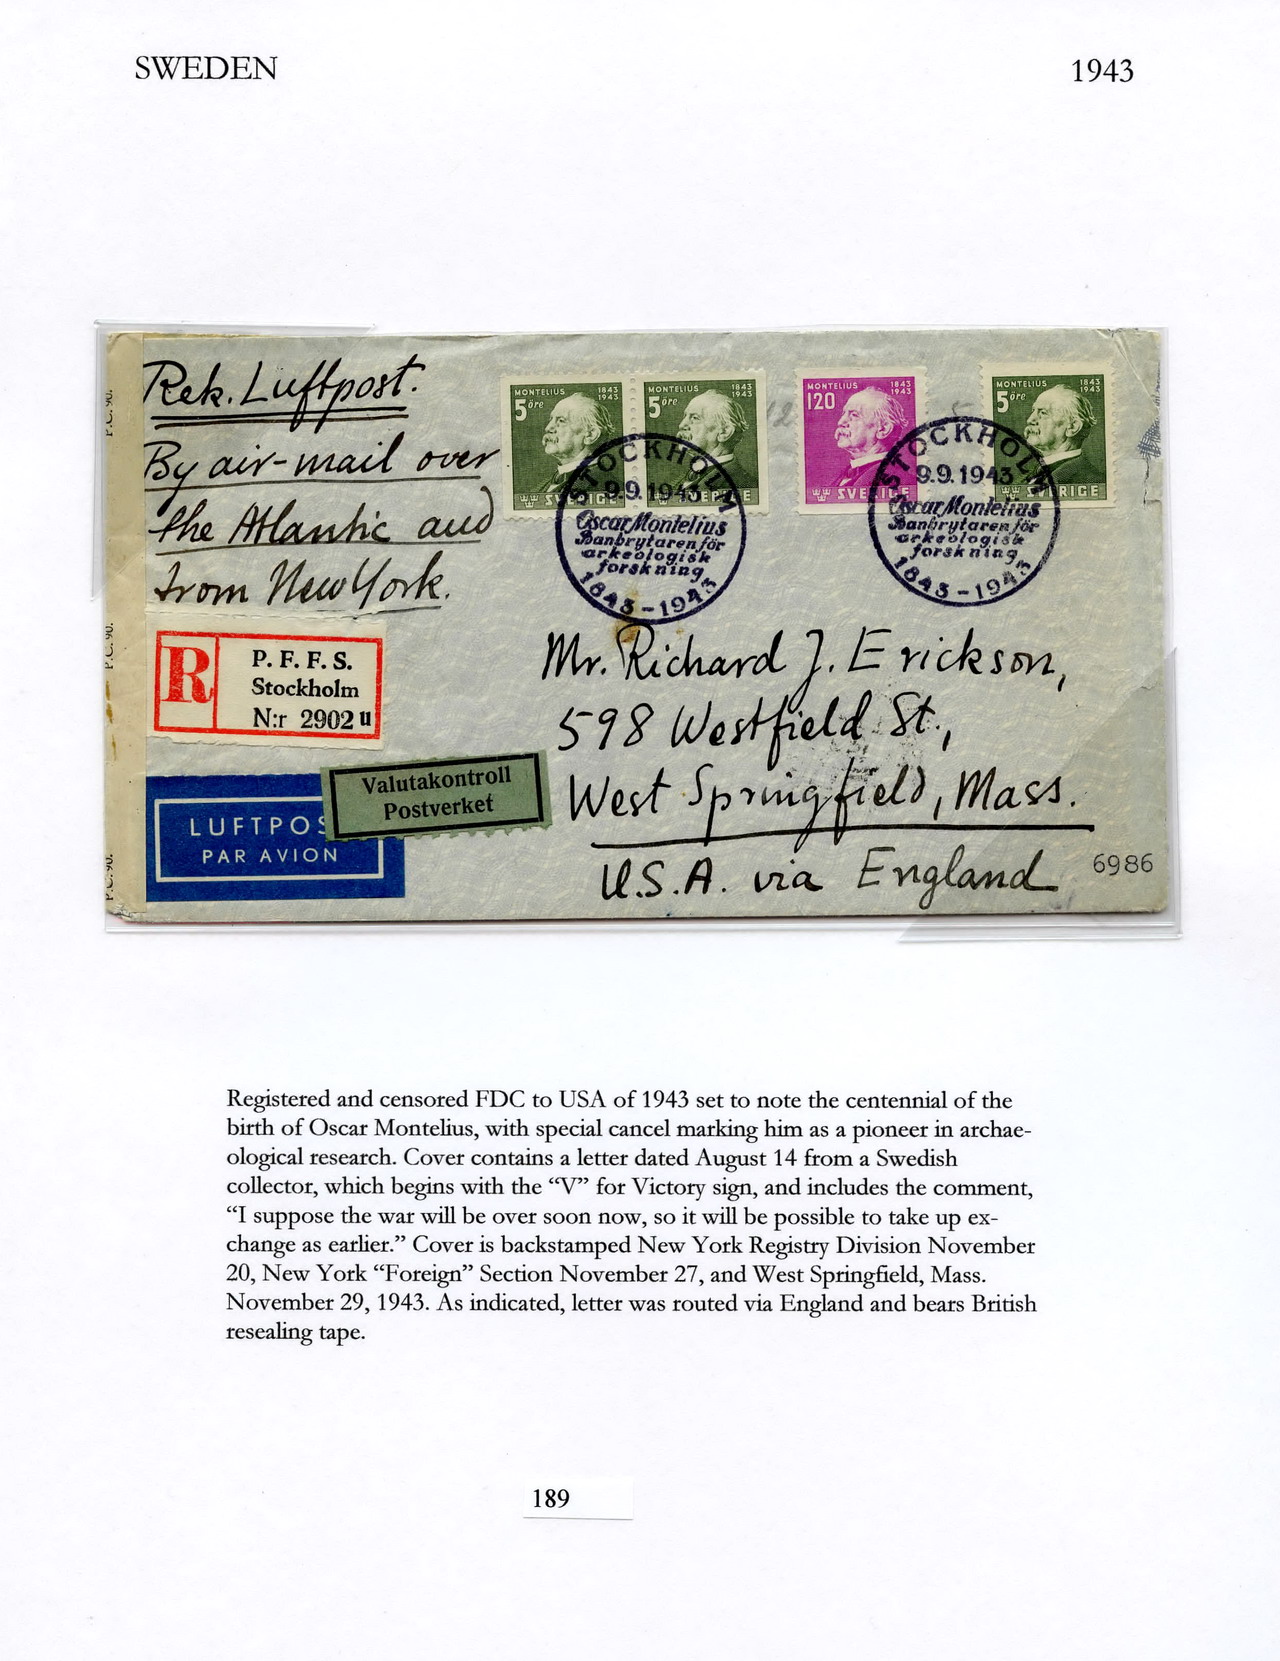 SWEDEN 1943
Rek. Luftpost.
By air-mail over
the Atlantic and
from New York.
MONTELIUS 1843 1943
5 öre
SVERIGE
MONTELIUS 1843 1943
5 öre
SVERIGE
MONTELIUS 1843 1943
120
SVERIGE
MONTELIUS 1843 1943
5 öre
SVERIGE
STOCKHOLM
9.9.1943
Oscar Montelius
Banbrytaren för
arkeologisk
forskning
1843-1943
STOCKHOLM
9.9.1943
Oscar Montelius
Banbrytaren för
arkeologisk
forskning
1843-1943
P.C. 90.
P.C. 90.
P.C. 90.
R
P. F. F. S.
Stockholm
N:r 2902 u
Mr. Richard J. Erickson,
598 Westfield St.,
West Springfield, Mass.
U.S.A. via England
6986
Valutakontroll
Postverket
LUFTPOS
PAR AVION
Registered and censored FDC to USA of 1943 set to note the centennial of the
birth of Oscar Montelius, with special cancel marking him as a pioneer in archae-
ological research. Cover contains a letter dated August 14 from a Swedish
collector, which begins with the “V” for Victory sign, and includes the comment,
“I suppose the war will be over soon now, so it will be possible to take up ex-
change as earlier.” Cover is backstamped New York Registry Division November
20, New York “Foreign” Section November 27, and West Springfield, Mass.
November 29, 1943. As indicated, letter was routed via England and bears British
resealing tape.
189